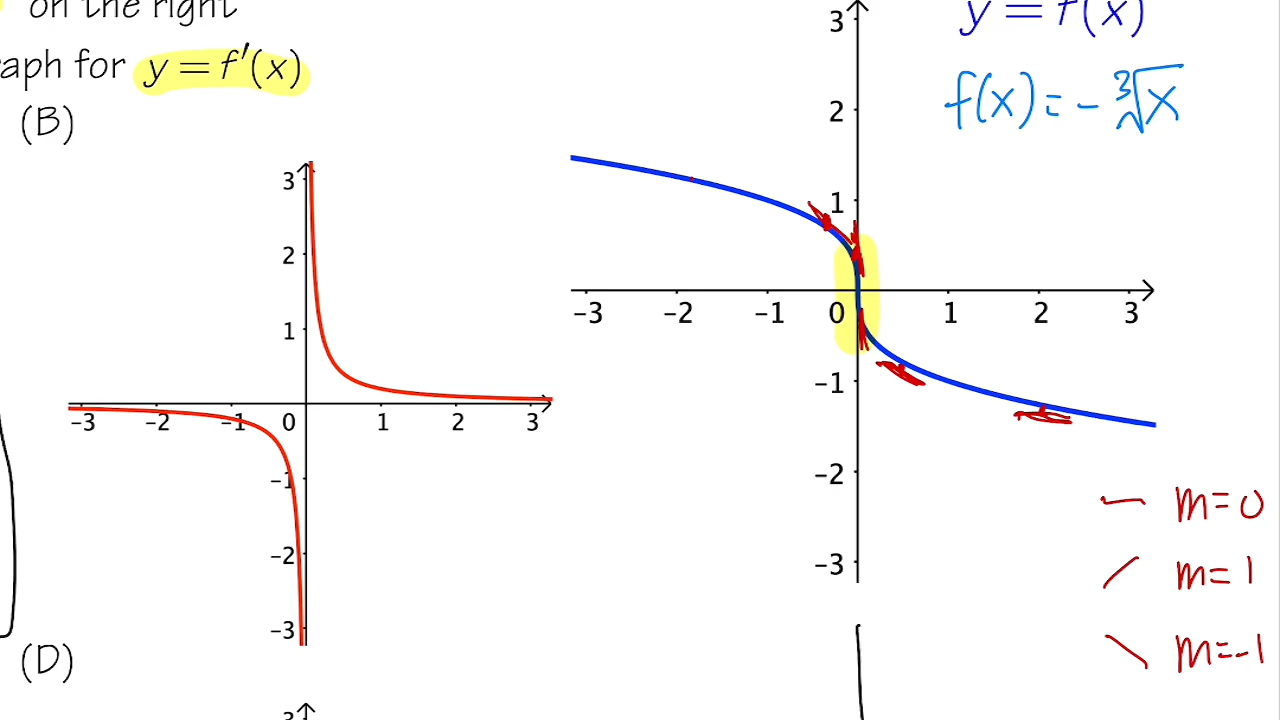 on the right
aph for y = f′(x)
(B)
3
2
1
-3 -2 -1 0 1 2 3
-1
-2
-3
(D)
3
y = f(x)
f(x) = - ∛x
3
2
1
-3 -2 -1 0 1 2 3
-1
-2
-3
m=0
m=1
m=-1